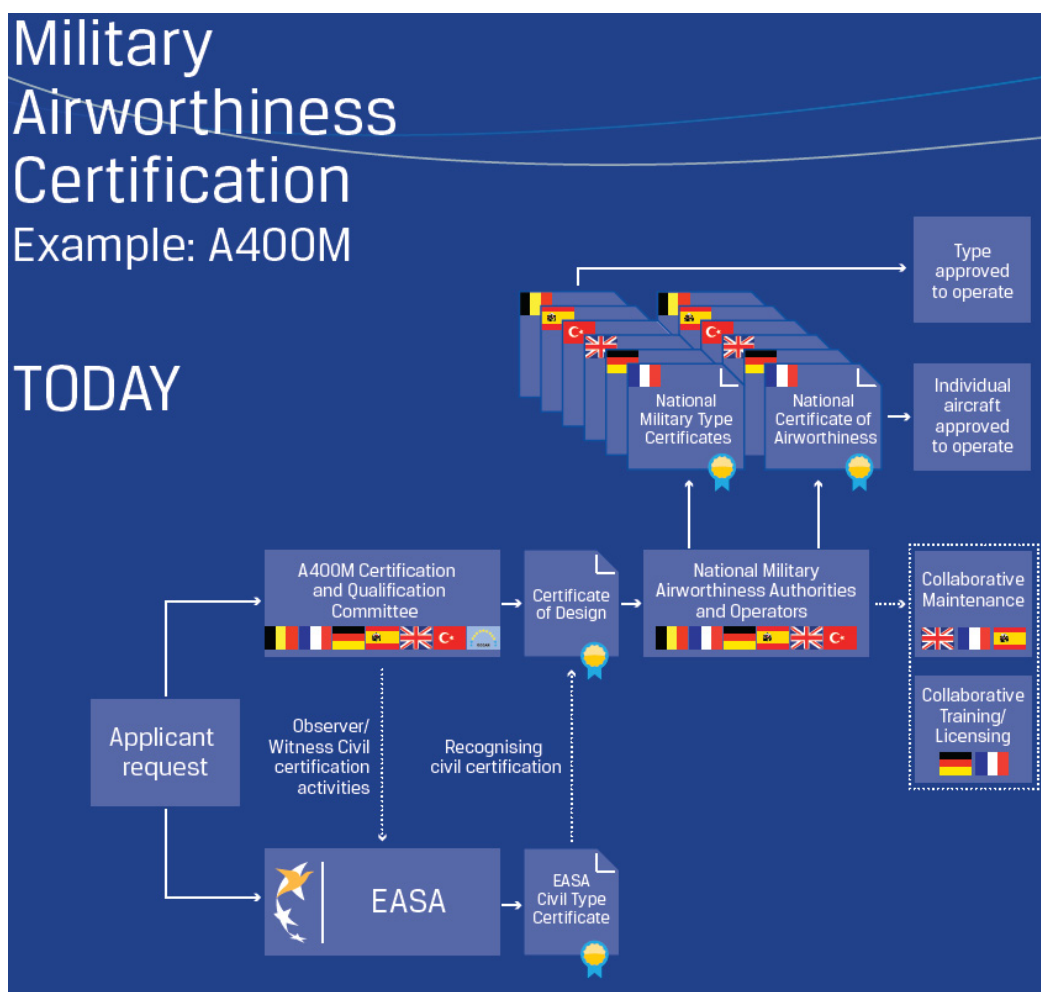 Military
Airworthiness
Certification
Example: A400M
TODAY
Type
approved
to operate
National
Military Type
Certificates
National
Certificate of
Airworthiness
Individual
aircraft
approved
to operate
A400M Certification
and Qualification
Committee
Certificate
of Design
National Military
Airworthiness Authorities
and Operators
Collaborative
Maintenance
Collaborative
Training/
Licensing
Applicant
request
Observer/
Witness Civil
certification
activities
Recognising
civil certification
EASA
EASA
Civil Type
Certificate